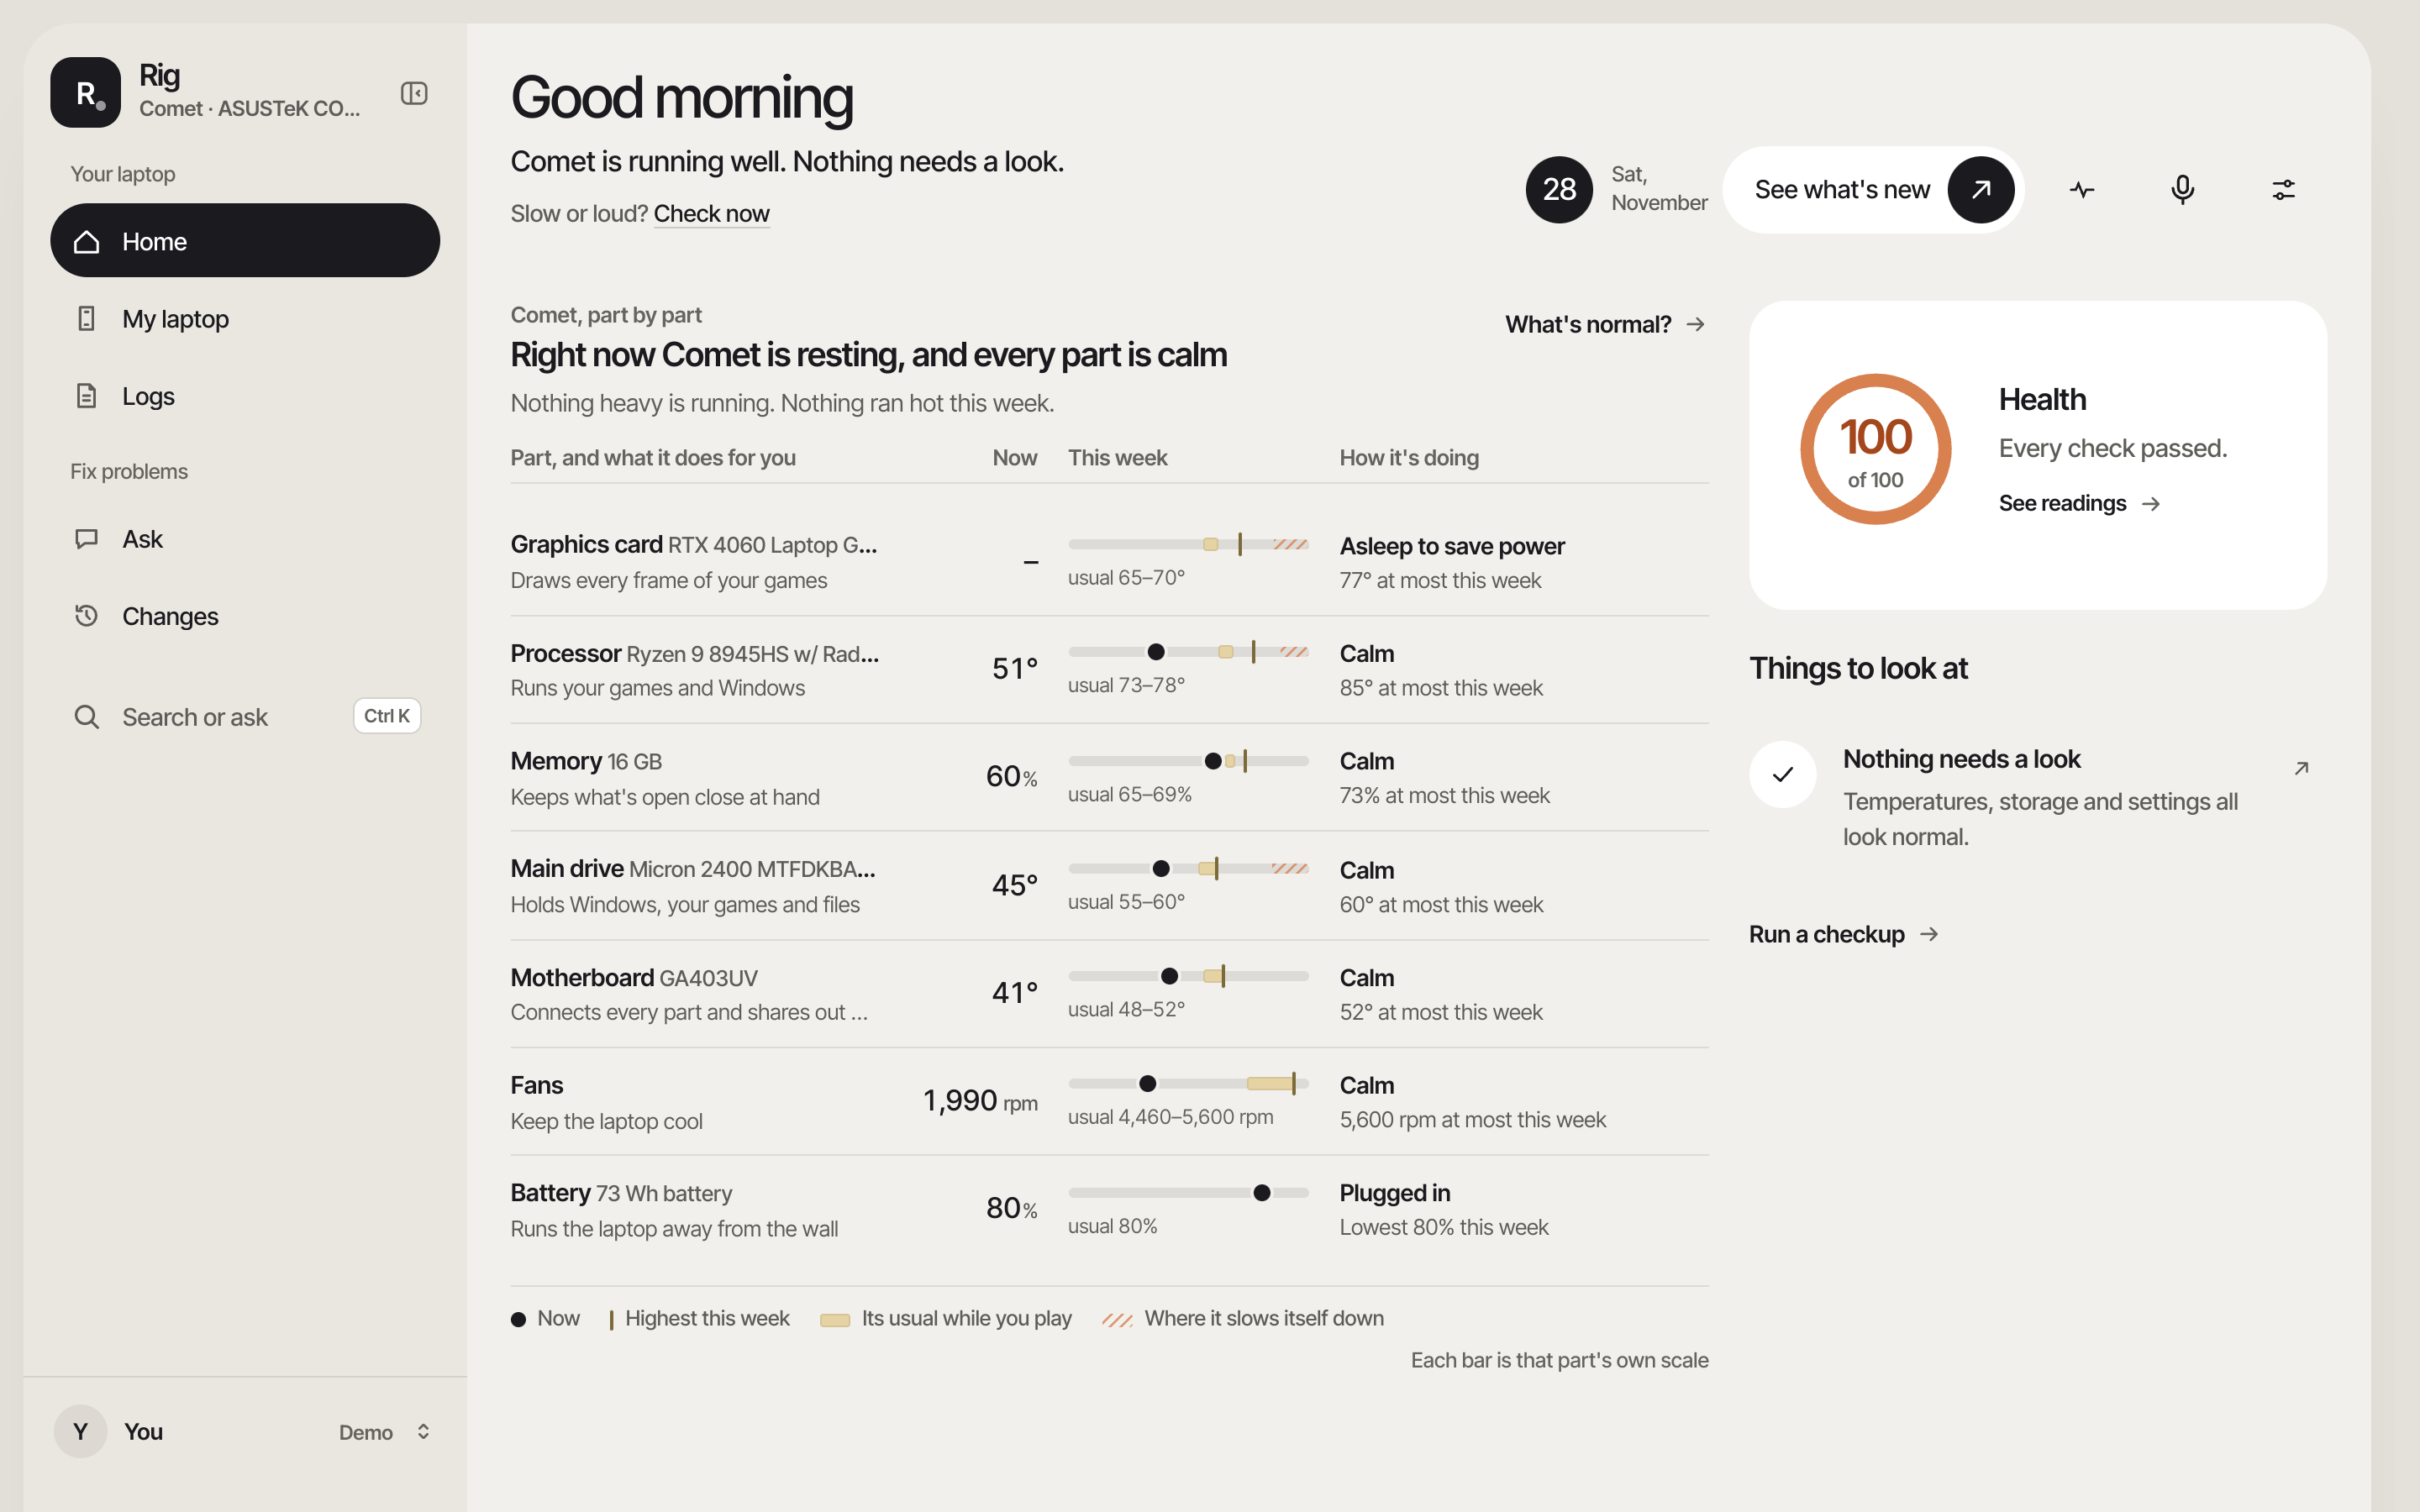 R.
Rig
Comet · ASUSTeK CO...
Your laptop
Home
My laptop
Logs
Fix problems
Ask
Changes
Search or ask
Ctrl K
Y
You
Demo
Good morning
Comet is running well. Nothing needs a look.
Slow or loud? Check now
28
Sat,
November
See what's new
Comet, part by part
What's normal?
Right now Comet is resting, and every part is calm
Nothing heavy is running. Nothing ran hot this week.
Part, and what it does for you Now This week How it's doing
Graphics card RTX 4060 Laptop G...
Draws every frame of your games
–
usual 65–70°
Asleep to save power
77° at most this week
Processor Ryzen 9 8945HS w/ Rad...
Runs your games and Windows
51°
usual 73–78°
Calm
85° at most this week
Memory 16 GB
Keeps what's open close at hand
60%
usual 65–69%
Calm
73% at most this week
Main drive Micron 2400 MTFDKBA...
Holds Windows, your games and files
45°
usual 55–60°
Calm
60° at most this week
Motherboard GA403UV
Connects every part and shares out ...
41°
usual 48–52°
Calm
52° at most this week
Fans
Keep the laptop cool
1,990 rpm
usual 4,460–5,600 rpm
Calm
5,600 rpm at most this week
Battery 73 Wh battery
Runs the laptop away from the wall
80%
usual 80%
Plugged in
Lowest 80% this week
Now Highest this week Its usual while you play Where it slows itself down
Each bar is that part's own scale
100
of 100
Health
Every check passed.
See readings
Things to look at
Nothing needs a look
Temperatures, storage and settings all
look normal.
Run a checkup